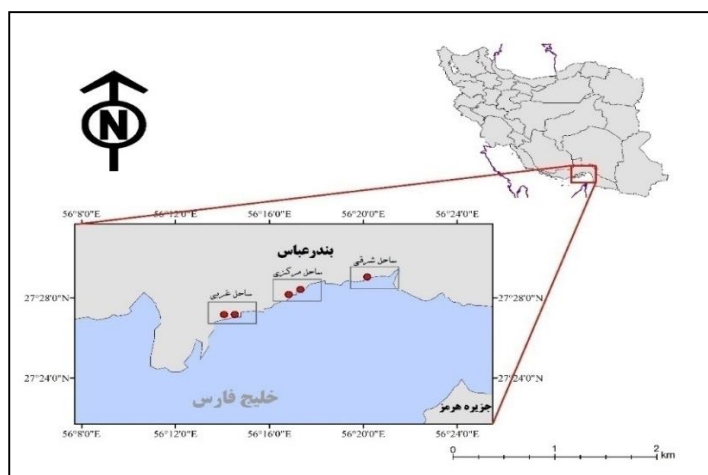 N
56°8'0"E 56°12'0"E 56°16'0"E 56°20'0"E 56°24'0"E
بندرعباس
ساحل شرقی
ساحل مرکزی
ساحل غربی
27°28'0"N 27°28'0"N
27°24'0"N 27°24'0"N
خلیج فارس
جزیره هرمز
56°8'0"E 56°12'0"E 56°16'0"E 56°20'0"E 56°24'0"E
0 1 2
km